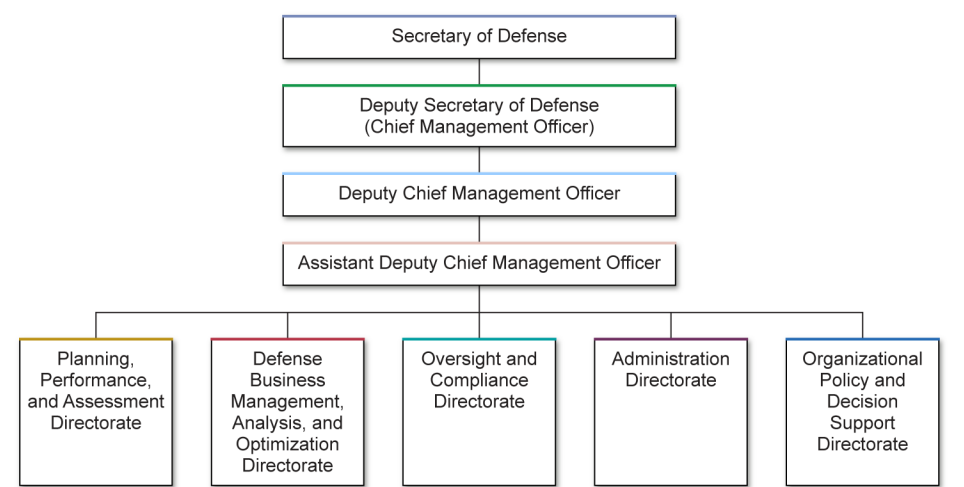 Secretary of Defense
Deputy Secretary of Defense
(Chief Management Officer)
Deputy Chief Management Officer
Assistant Deputy Chief Management Officer
Planning,
Performance,
and Assessment
Directorate
Defense
Business
Management,
Analysis, and
Optimization
Directorate
Oversight and
Compliance
Directorate
Administration
Directorate
Organizational
Policy and
Decision
Support
Directorate